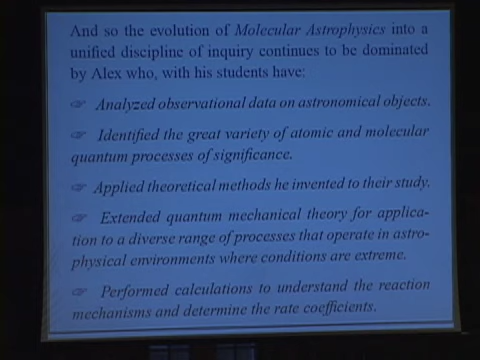 And so the evolution of Molecular Astrophysics into a
unified discipline of inquiry continues to be dominated
by Alex who, with his students have:
☞ Analyzed observational data on astronomical objects.
☞ Identified the great variety of atomic and molecular
quantum processes of significance.
☞ Applied theoretical methods he invented to their study.
☞ Extended quantum mechanical theory for applica-
tion to a diverse range of processes that operate in astro-
physical environments where conditions are extreme.
☞ Performed calculations to understand the reaction
mechanisms and determine the rate coefficients.